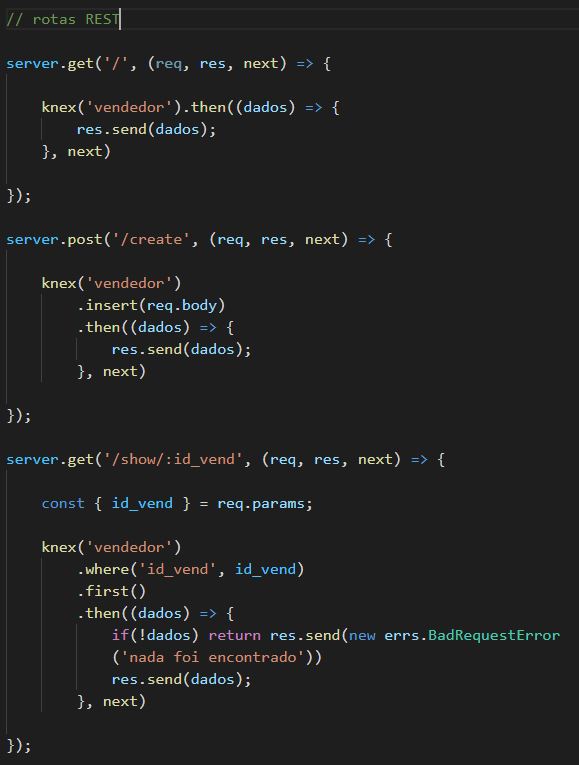 // rotas REST
server.get('/', (req, res, next) => {
knex('vendedor').then((dados) => {
res.send(dados);
}, next)
});
server.post('/create', (req, res, next) => {
knex('vendedor')
.insert(req.body)
.then((dados) => {
res.send(dados);
}, next)
});
server.get('/show/:id_vend', (req, res, next) => {
const { id_vend } = req.params;
knex('vendedor')
.where('id_vend', id_vend)
.first()
.then((dados) => {
if(!dados) return res.send(new errs.BadRequestError
('nada foi encontrado'))
res.send(dados);
}, next)
});